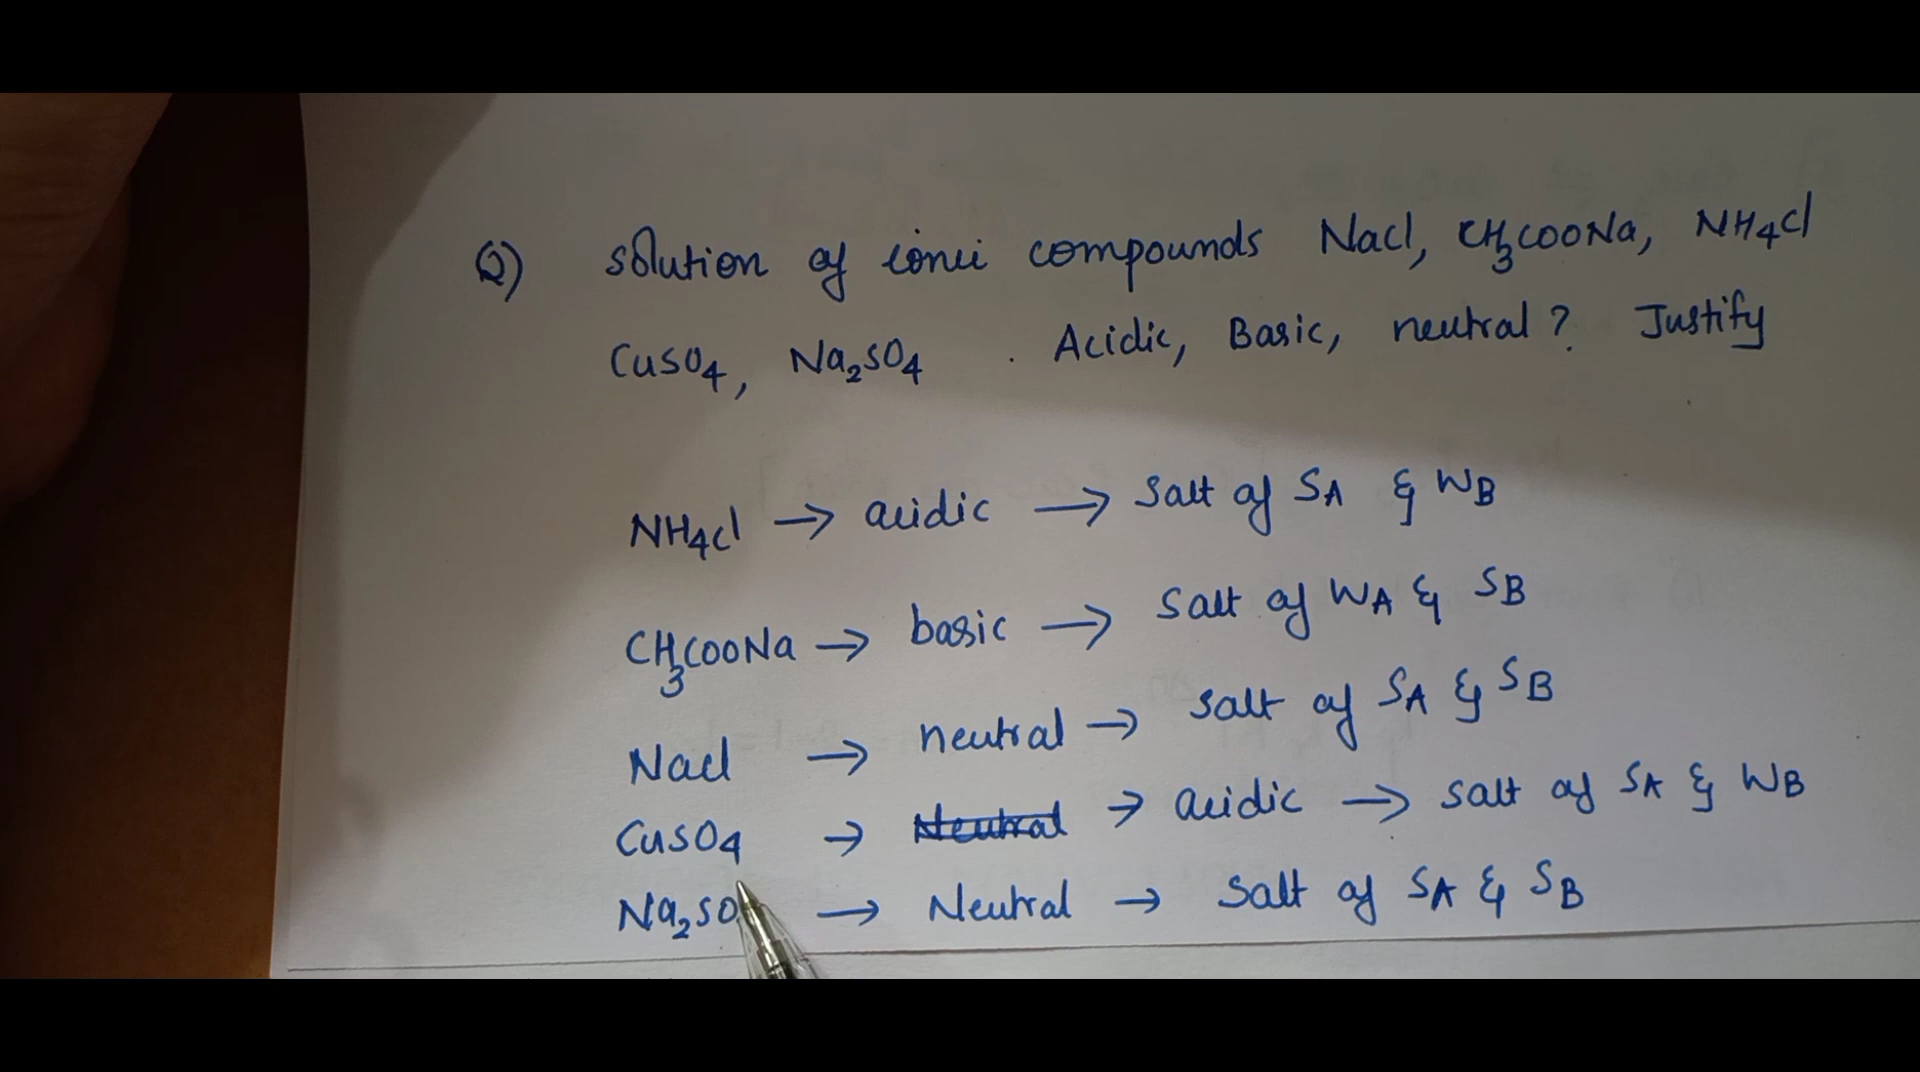 Q) solution of ionic compounds NaCl, CH3COONa, NH4Cl
CuSO4, Na2SO4 . Acidic, Basic, neutral? Justify
NH4Cl → acidic → salt of SA & WB
CH3COONa → basic → salt of WA & SB
NaCl → neutral → salt of SA & SB
CuSO4 → Neutral → acidic → salt of SA & WB
Na2SO → Neutral → salt of SA & SB